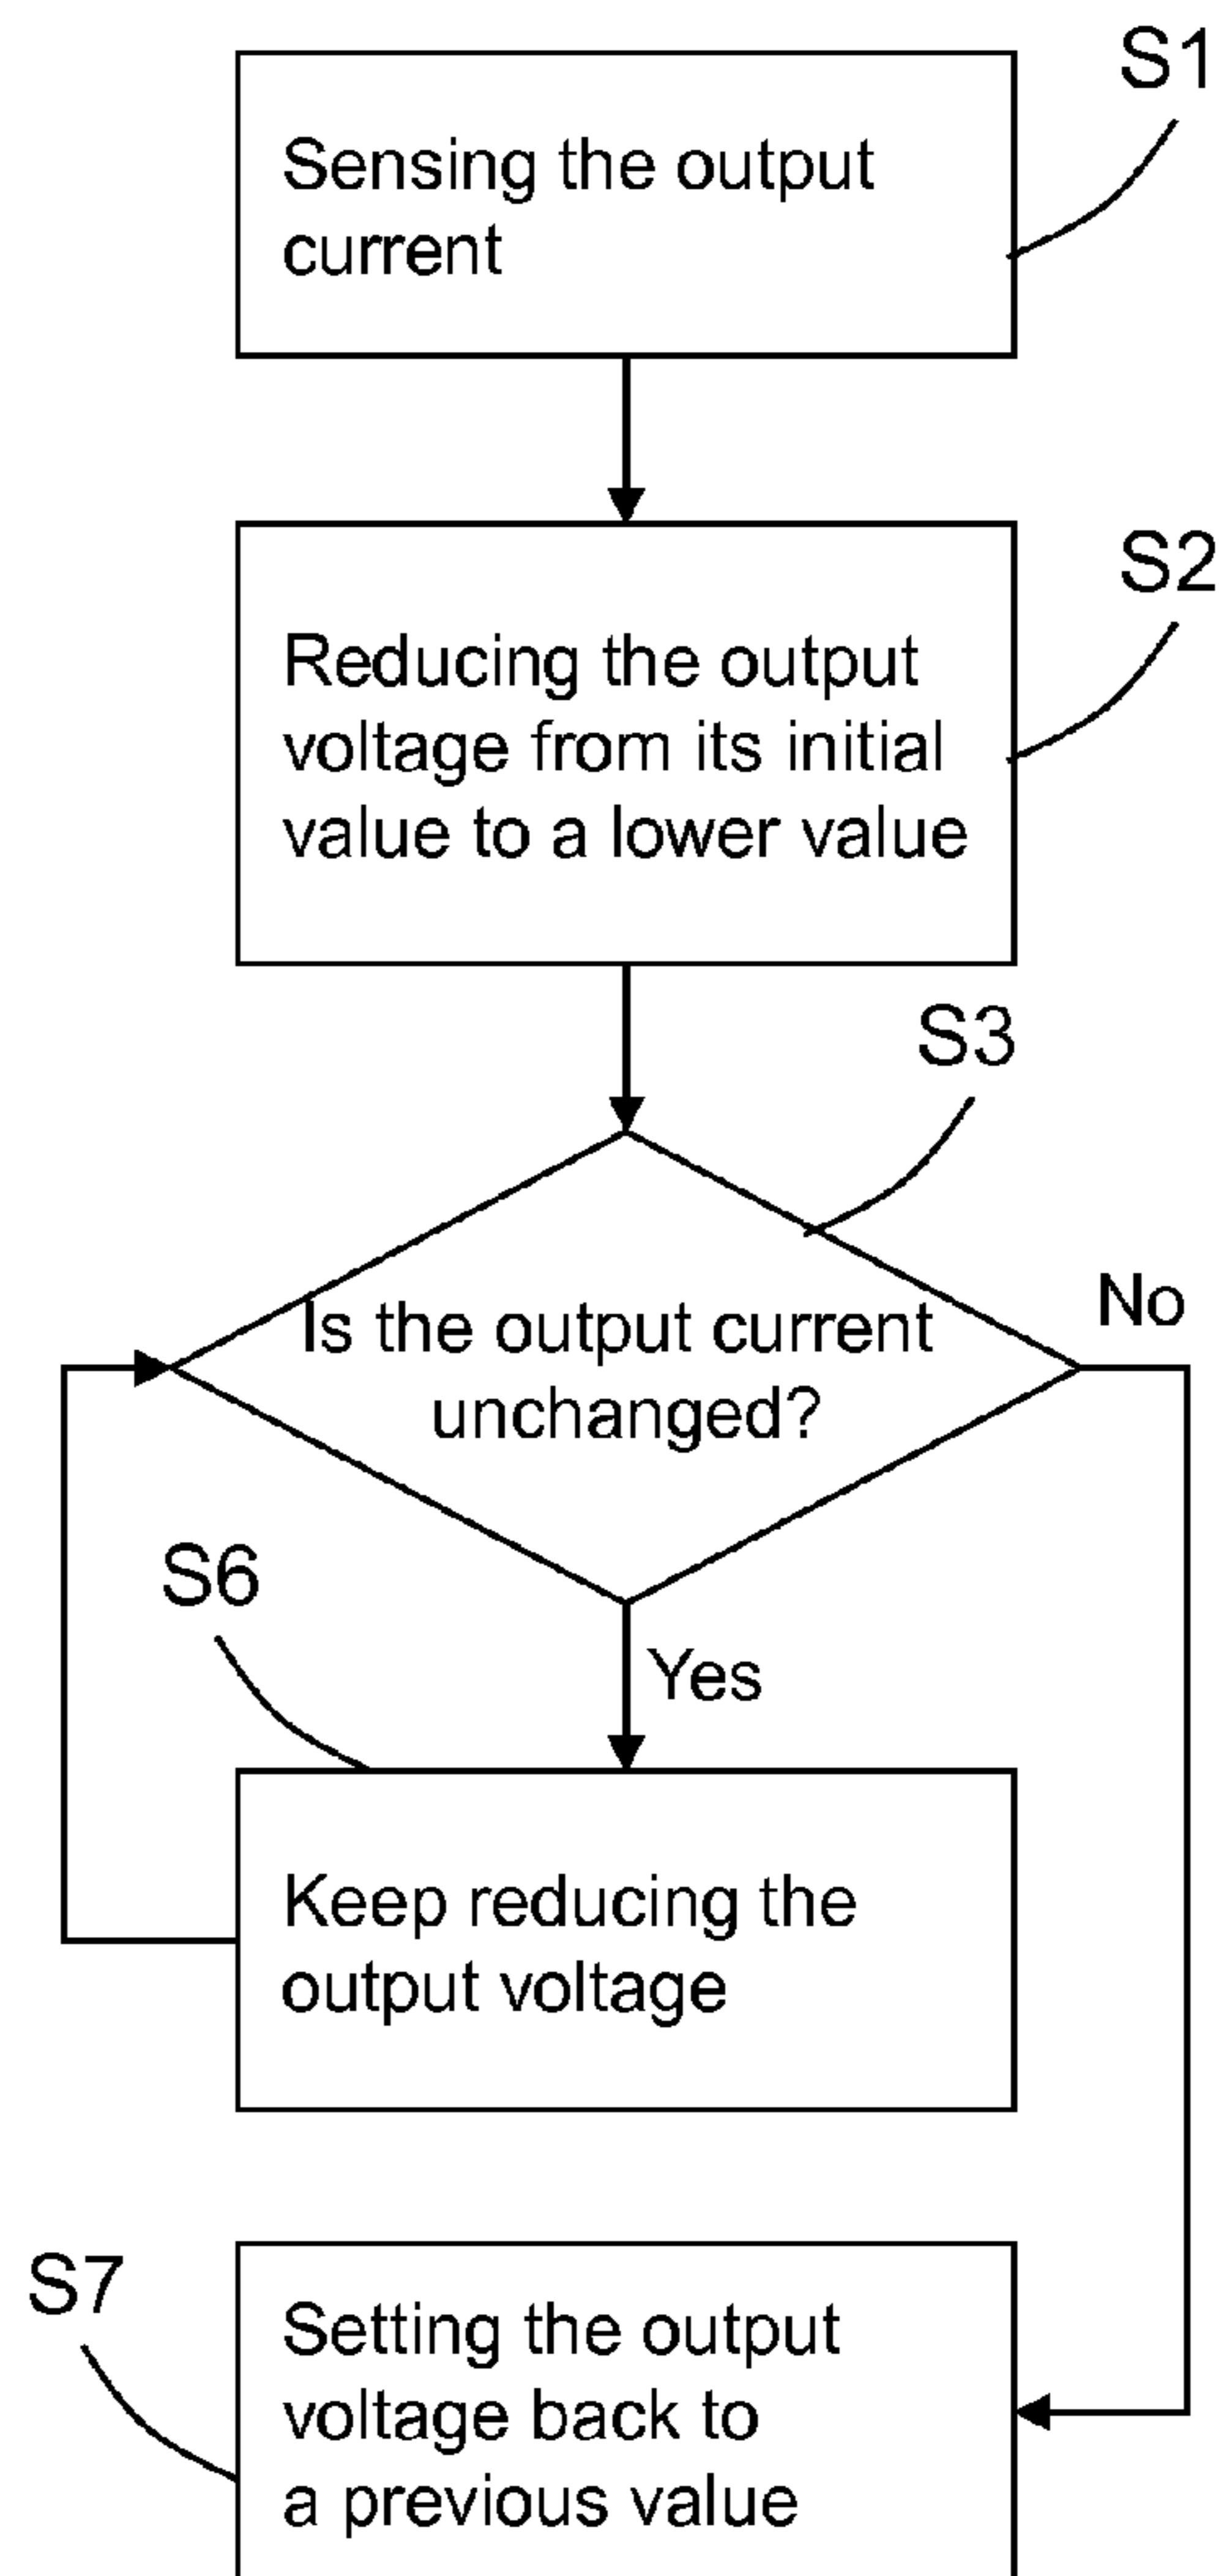 S1
Sensing the output
current
S2
Reducing the output
voltage from its initial
value to a lower value
S3
Is the output current
unchanged?
No
S6
Yes
Keep reducing the
output voltage
S7
Setting the output
voltage back to
a previous value